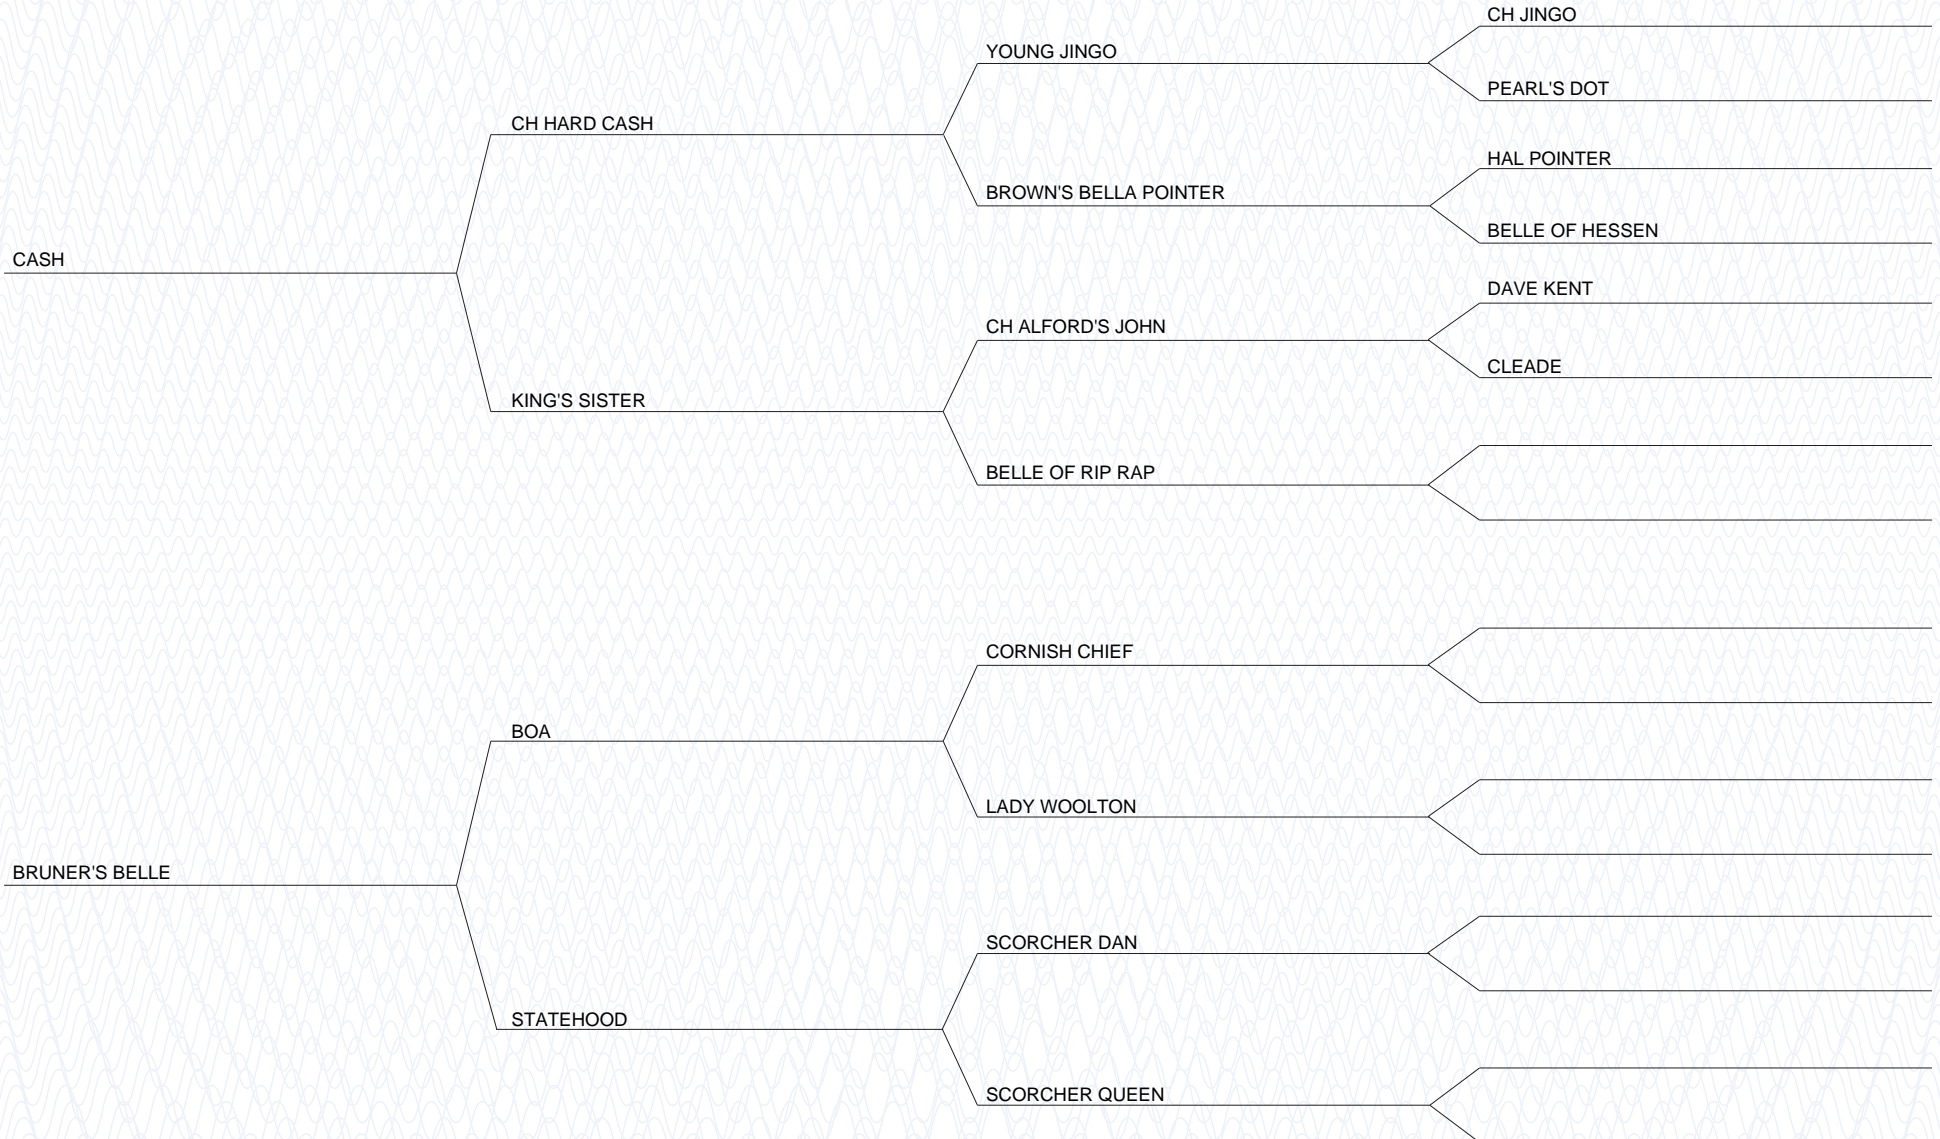 CH JINGO
YOUNG JINGO
PEARL'S DOT
CH HARD CASH
HAL POINTER
BROWN'S BELLA POINTER
BELLE OF HESSEN
CASH
DAVE KENT
CH ALFORD'S JOHN
CLEADE
KING'S SISTER
BELLE OF RIP RAP
CORNISH CHIEF
BOA
LADY WOOLTON
BRUNER'S BELLE
SCORCHER DAN
STATEHOOD
SCORCHER QUEEN